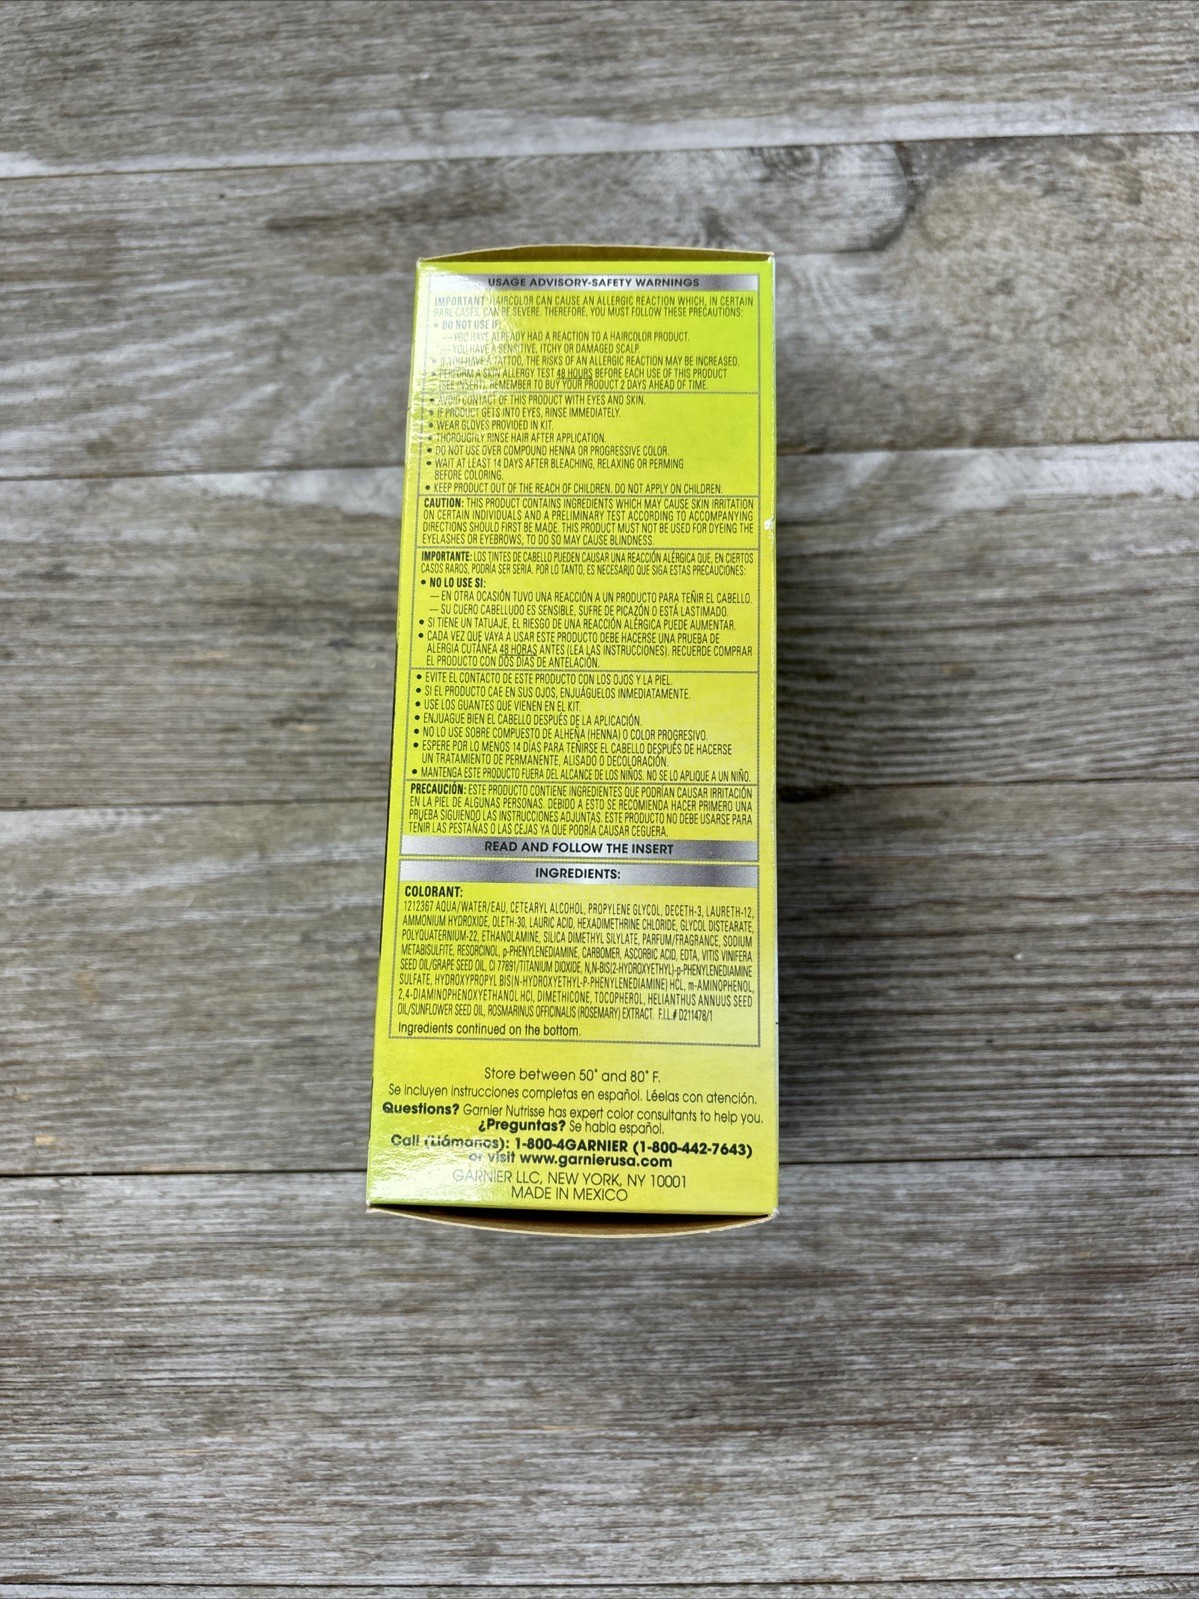 USAGE ADVISORY-SAFETY WARNINGS
IMPORTANT: HAIRCOLOR CAN CAUSE AN ALLERGIC REACTION WHICH, IN CERTAIN
RARE CASES, CAN BE SEVERE. THEREFORE, YOU MUST FOLLOW THESE PRECAUTIONS:
• DO NOT USE IF:
— YOU HAVE ALREADY HAD A REACTION TO A HAIRCOLOR PRODUCT.
— YOU HAVE A SENSITIVE, ITCHY OR DAMAGED SCALP.
• IF YOU HAVE A TATTOO, THE RISKS OF AN ALLERGIC REACTION MAY BE INCREASED.
• PERFORM A SKIN ALLERGY TEST 48 HOURS BEFORE EACH USE OF THIS PRODUCT
(SEE INSERT). REMEMBER TO BUY YOUR PRODUCT 2 DAYS AHEAD OF TIME.
• AVOID CONTACT OF THIS PRODUCT WITH EYES AND SKIN.
• IF PRODUCT GETS INTO EYES, RINSE IMMEDIATELY.
• WEAR GLOVES PROVIDED IN KIT.
• THOROUGHLY RINSE HAIR AFTER APPLICATION.
• DO NOT USE OVER COMPOUND HENNA OR PROGRESSIVE COLOR.
• WAIT AT LEAST 14 DAYS AFTER BLEACHING, RELAXING OR PERMING
BEFORE COLORING.
• KEEP PRODUCT OUT OF THE REACH OF CHILDREN. DO NOT APPLY ON CHILDREN.
CAUTION: THIS PRODUCT CONTAINS INGREDIENTS WHICH MAY CAUSE SKIN IRRITATION
ON CERTAIN INDIVIDUALS AND A PRELIMINARY TEST ACCORDING TO ACCOMPANYING
DIRECTIONS SHOULD FIRST BE MADE. THIS PRODUCT MUST NOT BE USED FOR DYEING THE
EYELASHES OR EYEBROWS; TO DO SO MAY CAUSE BLINDNESS.
IMPORTANTE: LOS TINTES DE CABELLO PUEDEN CAUSAR UNA REACCIÓN ALÉRGICA QUE, EN CIERTOS
CASOS RAROS, PODRÍA SER SERIA. POR LO TANTO, ES NECESARIO QUE SIGA ESTAS PRECAUCIONES:
• NO LO USE SI:
— EN OTRA OCASIÓN TUVO UNA REACCIÓN A UN PRODUCTO PARA TEÑIR EL CABELLO.
— SU CUERO CABELLUDO ES SENSIBLE, SUFRE DE PICAZÓN O ESTÁ LASTIMADO.
• SI TIENE UN TATUAJE, EL RIESGO DE UNA REACCIÓN ALÉRGICA PUEDE AUMENTAR.
• CADA VEZ QUE VAYA A USAR ESTE PRODUCTO DEBE HACERSE UNA PRUEBA DE
ALERGIA CUTÁNEA 48 HORAS ANTES (LEA LAS INSTRUCCIONES). RECUERDE COMPRAR
EL PRODUCTO CON DOS DÍAS DE ANTELACIÓN.
• EVITE EL CONTACTO DE ESTE PRODUCTO CON LOS OJOS Y LA PIEL.
• SI EL PRODUCTO CAE EN SUS OJOS, ENJUÁGUELOS INMEDIATAMENTE.
• USE LOS GUANTES QUE VIENEN EN EL KIT.
• ENJUAGUE BIEN EL CABELLO DESPUÉS DE LA APLICACIÓN.
• NO LO USE SOBRE COMPUESTO DE ALHEÑA (HENNA) O COLOR PROGRESIVO.
• ESPERE POR LO MENOS 14 DÍAS PARA TEÑIRSE EL CABELLO DESPUÉS DE HACERSE
UN TRATAMIENTO DE PERMANENTE, ALISADO O DECOLORACIÓN.
• MANTENGA ESTE PRODUCTO FUERA DEL ALCANCE DE LOS NIÑOS. NO SE LO APLIQUE A UN NIÑO.
PRECAUCIÓN: ESTE PRODUCTO CONTIENE INGREDIENTES QUE PODRÍAN CAUSAR IRRITACIÓN
EN LA PIEL DE ALGUNAS PERSONAS. DEBIDO A ESTO SE RECOMIENDA HACER PRIMERO UNA
PRUEBA SIGUIENDO LAS INSTRUCCIONES ADJUNTAS. ESTE PRODUCTO NO DEBE USARSE PARA
TEÑIR LAS PESTAÑAS O LAS CEJAS YA QUE PODRÍA CAUSAR CEGUERA.
READ AND FOLLOW THE INSERT
INGREDIENTS:
COLORANT:
1212367 AQUA/WATER/EAU, CETEARYL ALCOHOL, PROPYLENE GLYCOL, DECETH-3, LAURETH-12,
AMMONIUM HYDROXIDE, OLETH-30, LAURIC ACID, HEXADIMETHRINE CHLORIDE, GLYCOL DISTEARATE,
POLYQUATERNIUM-22, ETHANOLAMINE, SILICA DIMETHYL SILYLATE, PARFUM/FRAGRANCE, SODIUM
METABISULFITE, RESORCINOL, p-PHENYLENEDIAMINE, CARBOMER, ASCORBIC ACID, EDTA, VITIS VINIFERA
SEED OIL/GRAPE SEED OIL, CI 77891/TITANIUM DIOXIDE, N,N-BIS(2-HYDROXYETHYL)-p-PHENYLENEDIAMINE
SULFATE, HYDROXYPROPYL BIS(N-HYDROXYETHYL-P-PHENYLENEDIAMINE) HCL, m-AMINOPHENOL,
2,4-DIAMINOPHENOXYETHANOL HCl, DIMETHICONE, TOCOPHEROL, HELIANTHUS ANNUUS SEED
OIL/SUNFLOWER SEED OIL, ROSMARINUS OFFICINALIS (ROSEMARY) EXTRACT. F.I.L.# D211478/1
Ingredients continued on the bottom.
Store between 50° and 80° F.
Se incluyen instrucciones completas en español. Léelas con atención.
Questions? Garnier Nutrisse has expert color consultants to help you.
¿Preguntas? Se habla español.
Call (Llámanos): 1-800-4GARNIER (1-800-442-7643)
or visit www.garnierusa.com
GARNIER LLC, NEW YORK, NY 10001
MADE IN MEXICO